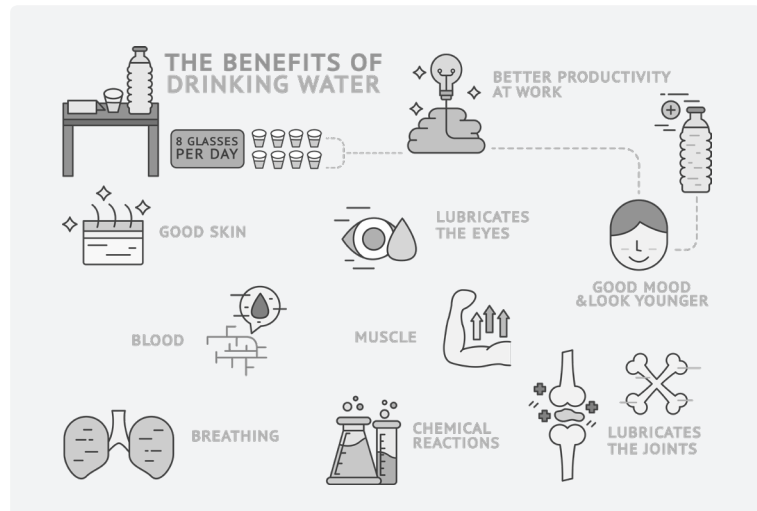 THE BENEFITS OF
DRINKING WATER
8 GLASSES
PER DAY
BETTER PRODUCTIVITY
AT WORK
GOOD SKIN
LUBRICATES
THE EYES
GOOD MOOD
&LOOK YOUNGER
BLOOD
MUSCLE
BREATHING
CHEMICAL
REACTIONS
LUBRICATES
THE JOINTS